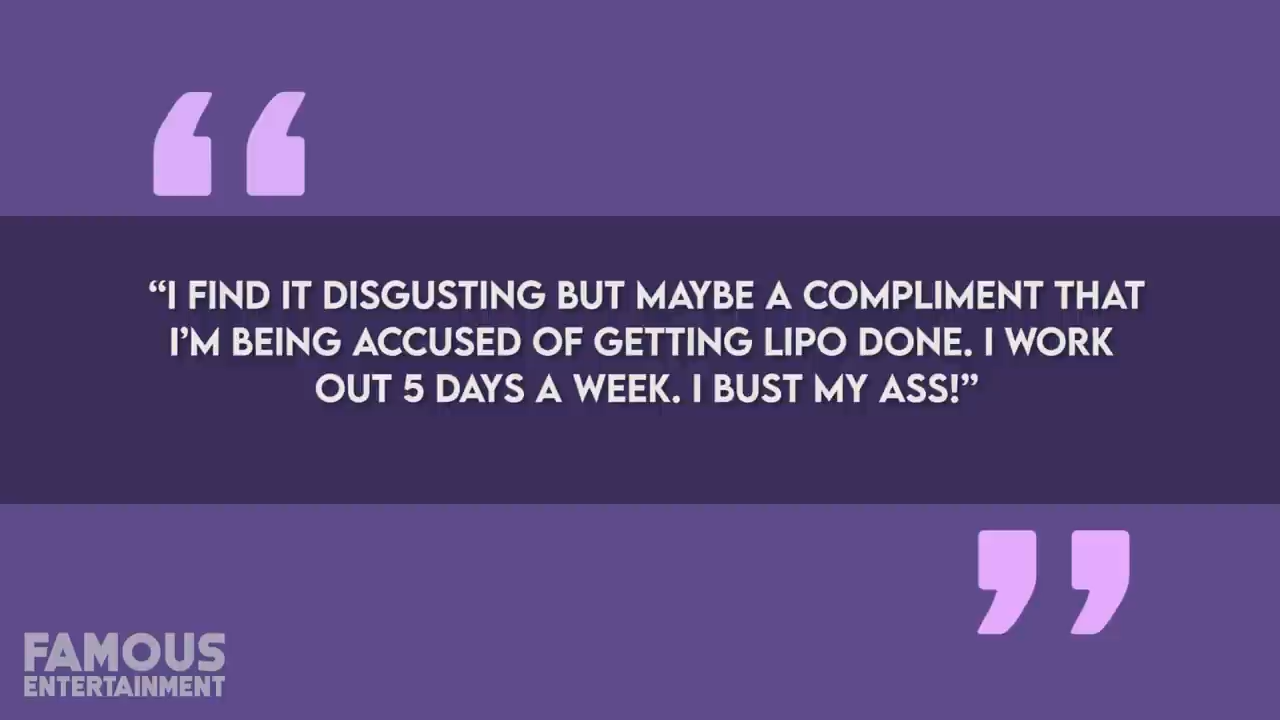 “I FIND IT DISGUSTING BUT MAYBE A COMPLIMENT THAT
I’M BEING ACCUSED OF GETTING LIPO DONE. I WORK
OUT 5 DAYS A WEEK. I BUST MY ASS!”
FAMOUS
ENTERTAINMENT